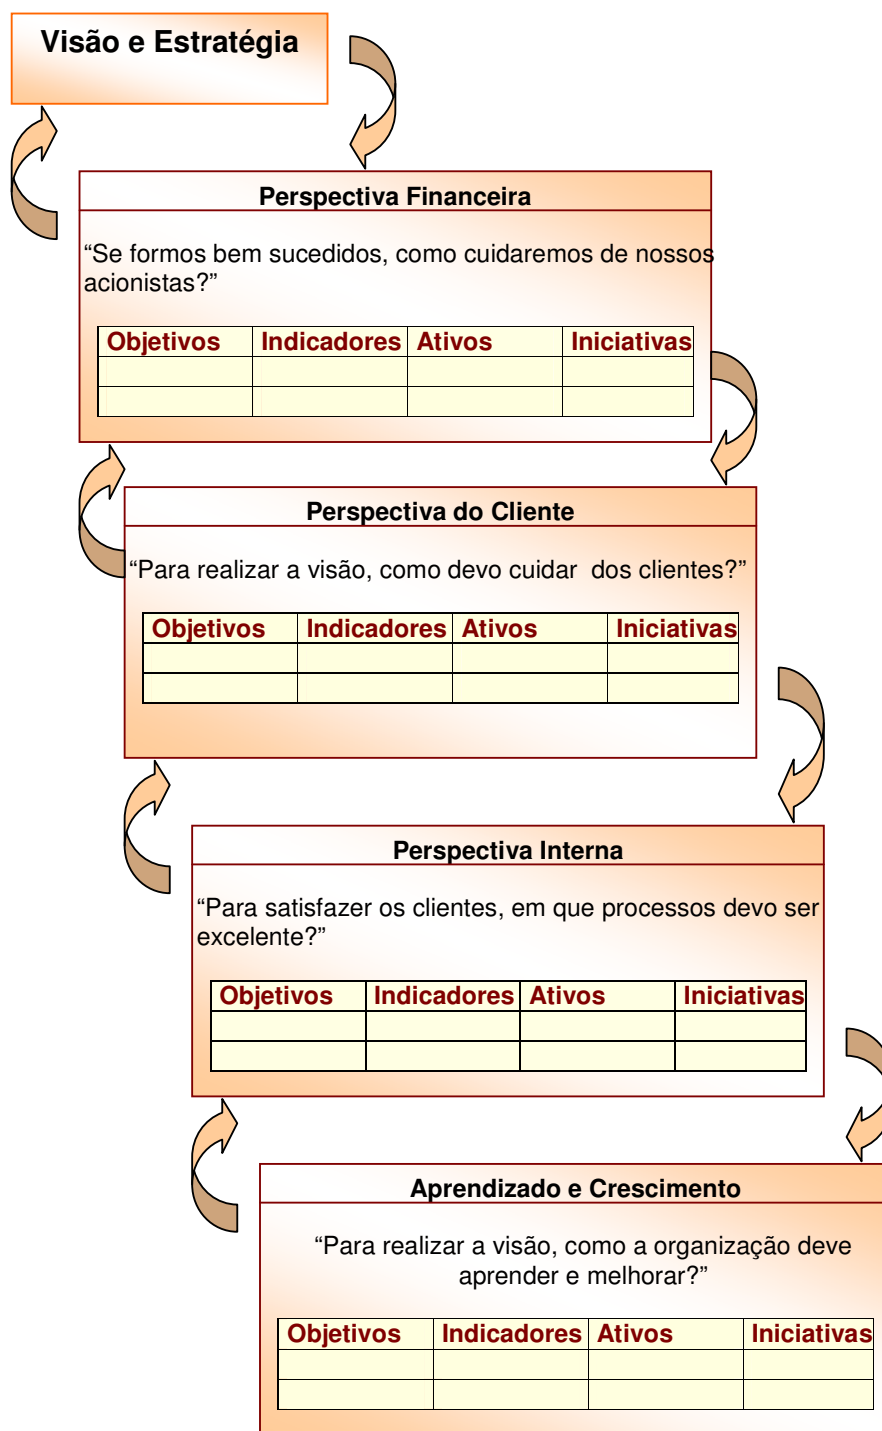 Visão e Estratégia
Perspectiva Financeira
“Se formos bem sucedidos, como cuidaremos de nossos
acionistas?”
Objetivos Indicadores Ativos Iniciativas
Perspectiva do Cliente
“Para realizar a visão, como devo cuidar dos clientes?”
Objetivos Indicadores Ativos Iniciativas
Perspectiva Interna
“Para satisfazer os clientes, em que processos devo ser
excelente?”
Objetivos Indicadores Ativos Iniciativas
Aprendizado e Crescimento
“Para realizar a visão, como a organização deve
aprender e melhorar?”
Objetivos Indicadores Ativos Iniciativas